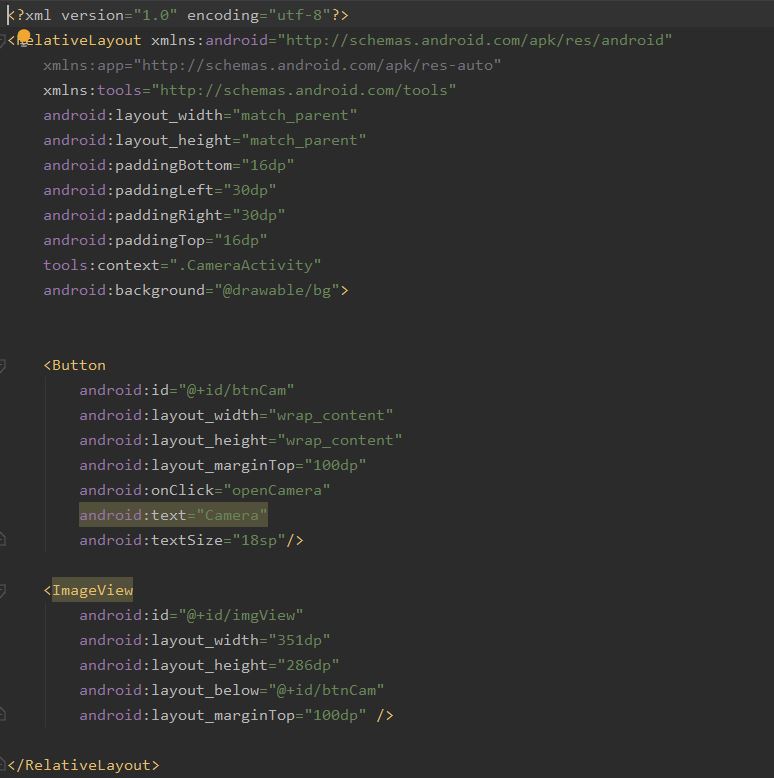 <?xml version="1.0" encoding="utf-8"?>
<RelativeLayout xmlns:android="http://schemas.android.com/apk/res/android"
    xmlns:app="http://schemas.android.com/apk/res-auto"
    xmlns:tools="http://schemas.android.com/tools"
    android:layout_width="match_parent"
    android:layout_height="match_parent"
    android:paddingBottom="16dp"
    android:paddingLeft="30dp"
    android:paddingRight="30dp"
    android:paddingTop="16dp"
    tools:context=".CameraActivity"
    android:background="@drawable/bg">
    <Button
        android:id="@+id/btnCam"
        android:layout_width="wrap_content"
        android:layout_height="wrap_content"
        android:layout_marginTop="100dp"
        android:onClick="openCamera"
        android:text="Camera"
        android:textSize="18sp"/>
    <ImageView
        android:id="@+id/imgView"
        android:layout_width="351dp"
        android:layout_height="286dp"
        android:layout_below="@+id/btnCam"
        android:layout_marginTop="100dp" />
</RelativeLayout>